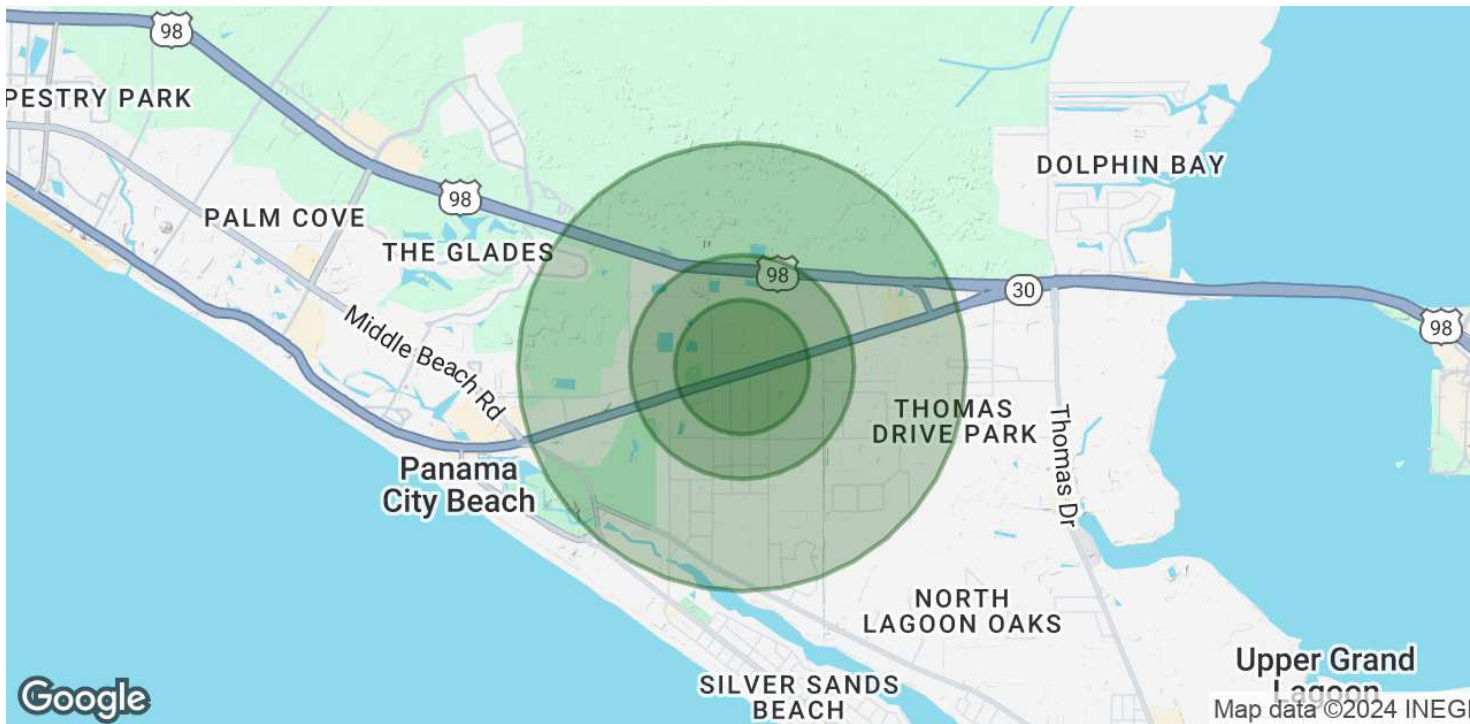 98
PESTRY PARK
DOLPHIN BAY
98
PALM COVE
THE GLADES
98
30
98
Middle Beach Rd
THOMAS
DRIVE PARK
Thomas Dr
Panama
City Beach
NORTH
LAGOON OAKS
Upper Grand
Lagoon
SILVER SANDS
BEACH
Google
Map data ©2024 INEGI